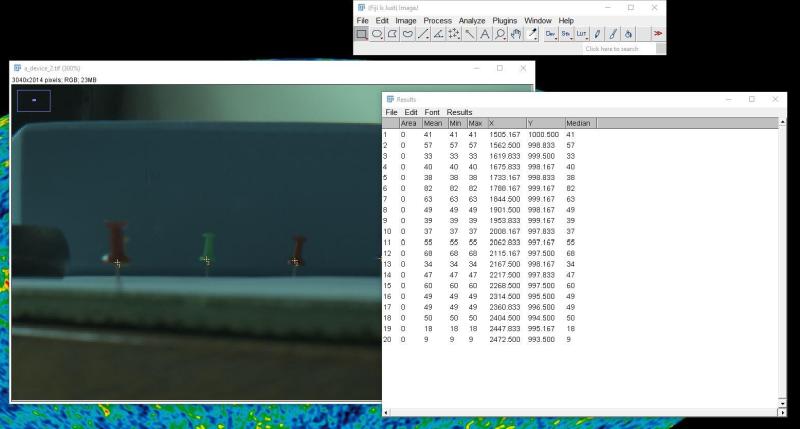 (Fiji Is Just) ImageJ
File Edit Image Process Analyze Plugins Window Help
Dev Stk LUT
Click here to search
a_device_2.tif (300%)
3040x2014 pixels; RGB; 23MB
Results
File Edit Font Results
Area Mean Min Max X Y Median
1 0 41 41 41 1505.167 1000.500 41
2 0 57 57 57 1562.500 998.833 57
3 0 33 33 33 1619.833 999.500 33
4 0 40 40 40 1675.833 998.167 40
5 0 38 38 38 1733.167 998.833 38
6 0 82 82 82 1788.167 999.167 82
7 0 63 63 63 1844.500 999.167 63
8 0 49 49 49 1901.500 998.167 49
9 0 39 39 39 1953.833 999.167 39
10 0 37 37 37 2008.167 997.833 37
11 0 55 55 55 2062.833 997.167 55
12 0 68 68 68 2115.167 997.500 68
13 0 34 34 34 2167.500 998.167 34
14 0 47 47 47 2217.500 997.833 47
15 0 60 60 60 2268.500 997.500 60
16 0 49 49 49 2314.500 995.500 49
17 0 49 49 49 2360.833 996.500 49
18 0 50 50 50 2404.500 994.500 50
19 0 18 18 18 2447.833 995.167 18
20 0 9 9 9 2472.500 993.500 9